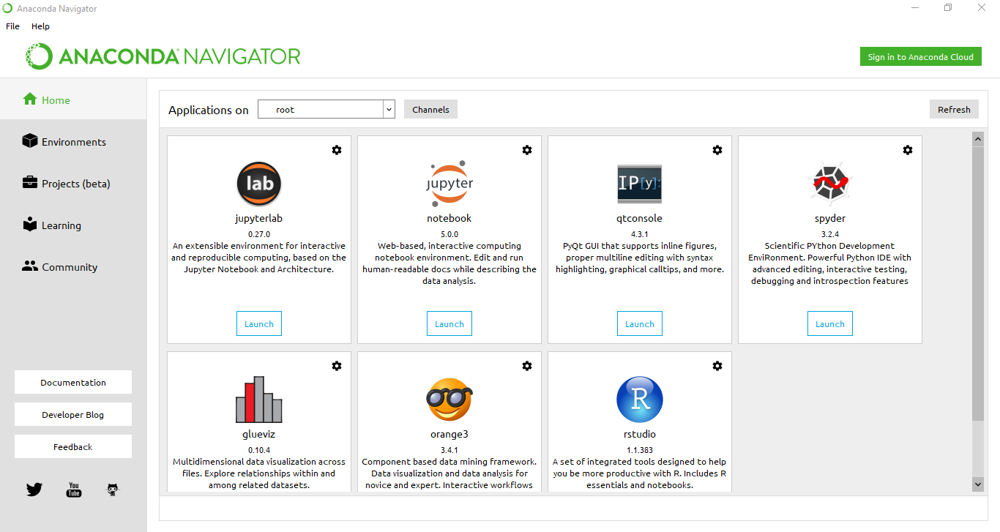 Anaconda Navigator
File Help
ANACONDA NAVIGATOR
Sign in to Anaconda Cloud
Home
Environments
Projects (beta)
Learning
Community
Documentation
Developer Blog
Feedback
You
Tube
Applications on root Channels Refresh
lab
jupyterlab
0.27.0
An extensible environment for interactive
and reproducible computing, based on the
Jupyter Notebook and Architecture.
Launch
jupyter
notebook
5.0.0
Web-based, interactive computing
notebook environment. Edit and run
human-readable docs while describing the
data analysis.
Launch
IP[y]:
qtconsole
4.3.1
PyQt GUI that supports inline figures,
proper multiline editing with syntax
highlighting, graphical calltips, and more.
Launch
spyder
3.2.4
Scientific PYthon Development
EnviRonment. Powerful Python IDE with
advanced editing, interactive testing,
debugging and introspection features
Launch
glueviz
0.10.4
Multidimensional data visualization across
files. Explore relationships within and
among related datasets.
orange3
3.4.1
Component based data mining framework.
Data visualization and data analysis for
novice and expert. Interactive workflows
R
rstudio
1.1.383
A set of integrated tools designed to help
you be more productive with R. Includes R
essentials and notebooks.